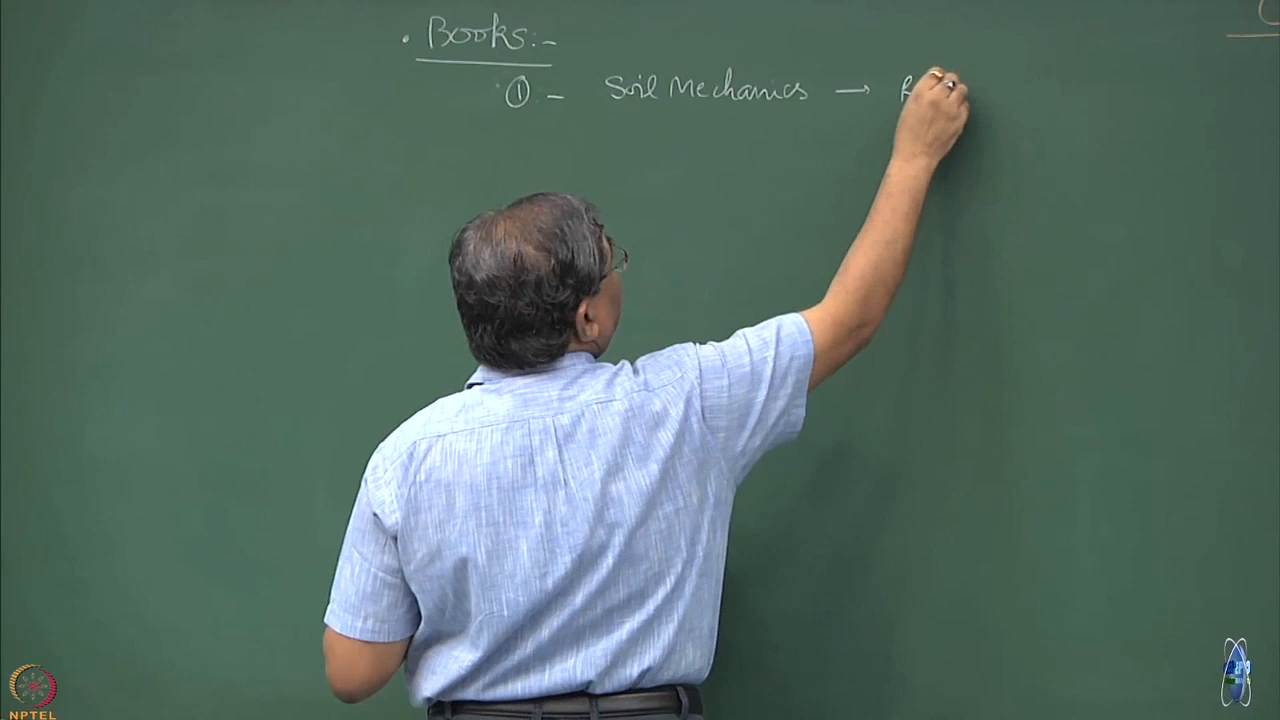 . Books:-
① :- Soil Mechanics → R
NPTEL